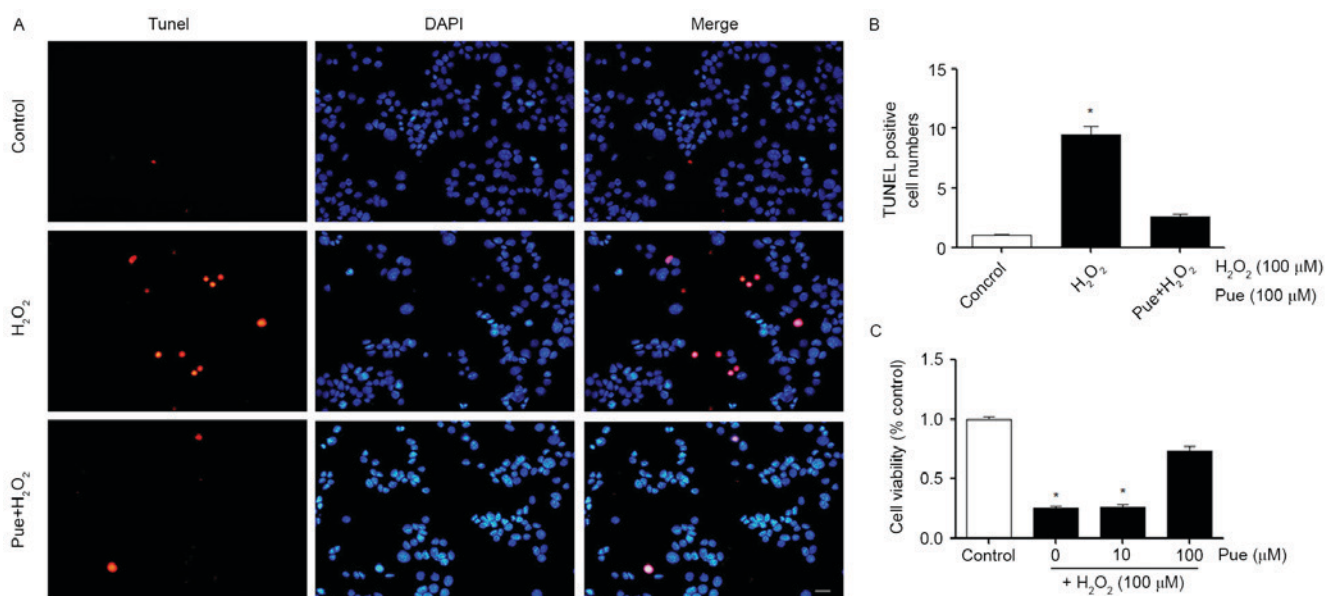 A
Tunel
DAPI
Merge
Control
H₂O₂
Pue+H₂O₂
B
TUNEL positive
cell numbers
15
10
5
0
*
Concrol
H₂O₂
Pue+H₂O₂
H₂O₂ (100 μM)
Pue (100 μM)
C
Cell viability (% control)
1.5
1.0
0.5
0.0
*
*
Control
0
10
100
Pue (μM)
+ H₂O₂ (100 μM)